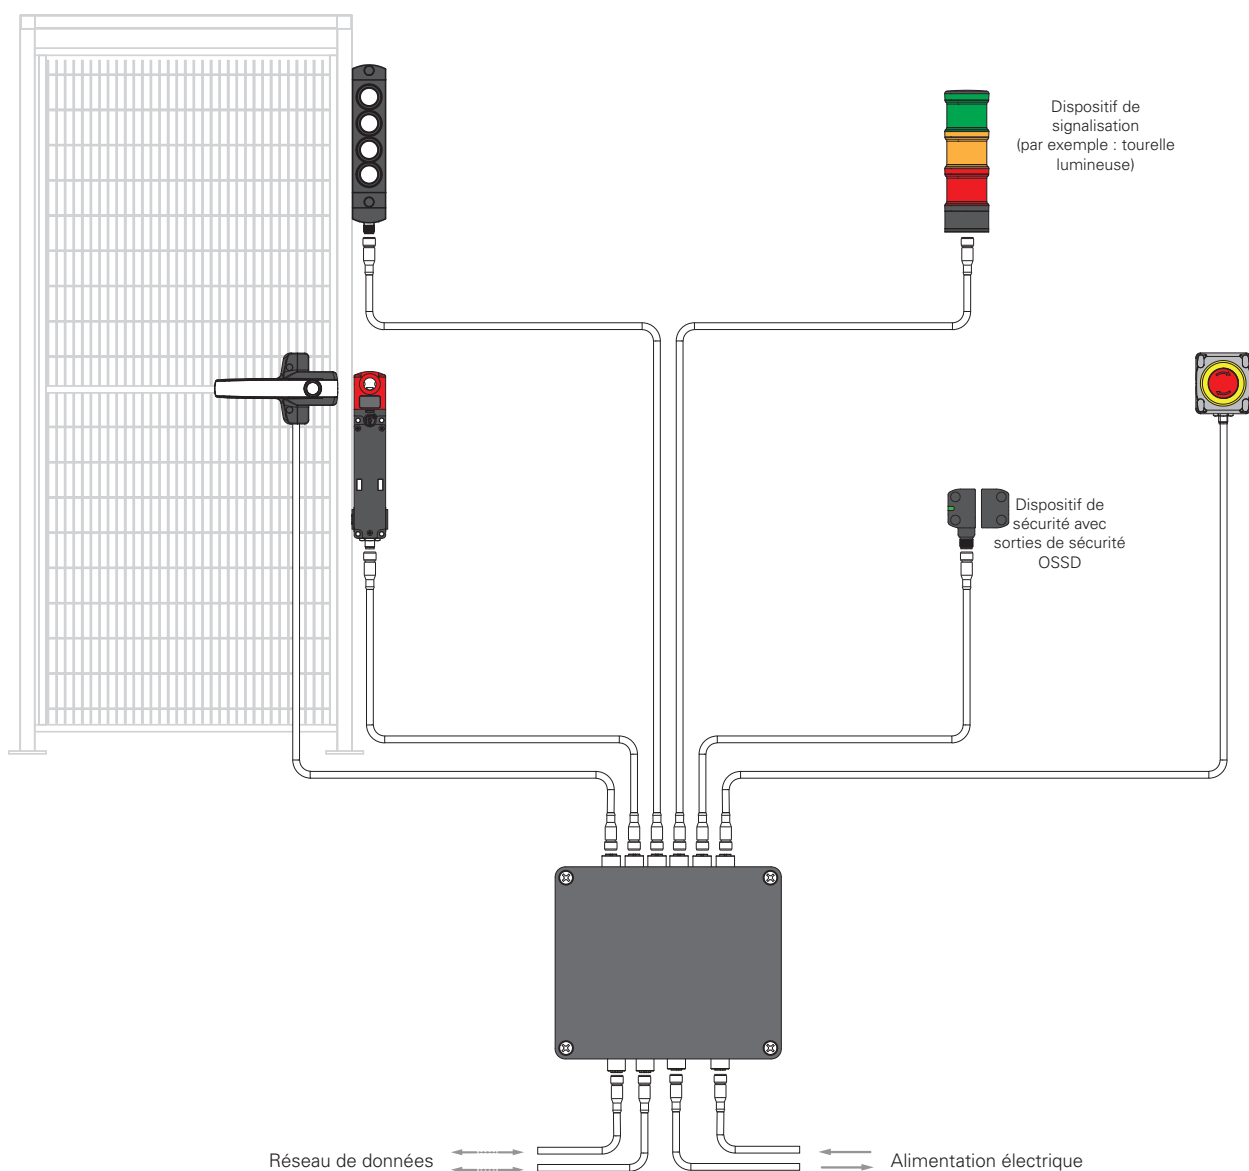 Dispositif de
signalisation
(par exemple : tourelle
lumineuse)
Dispositif de
sécurité avec
sorties de sécurité
OSSD
Réseau de données
Alimentation électrique